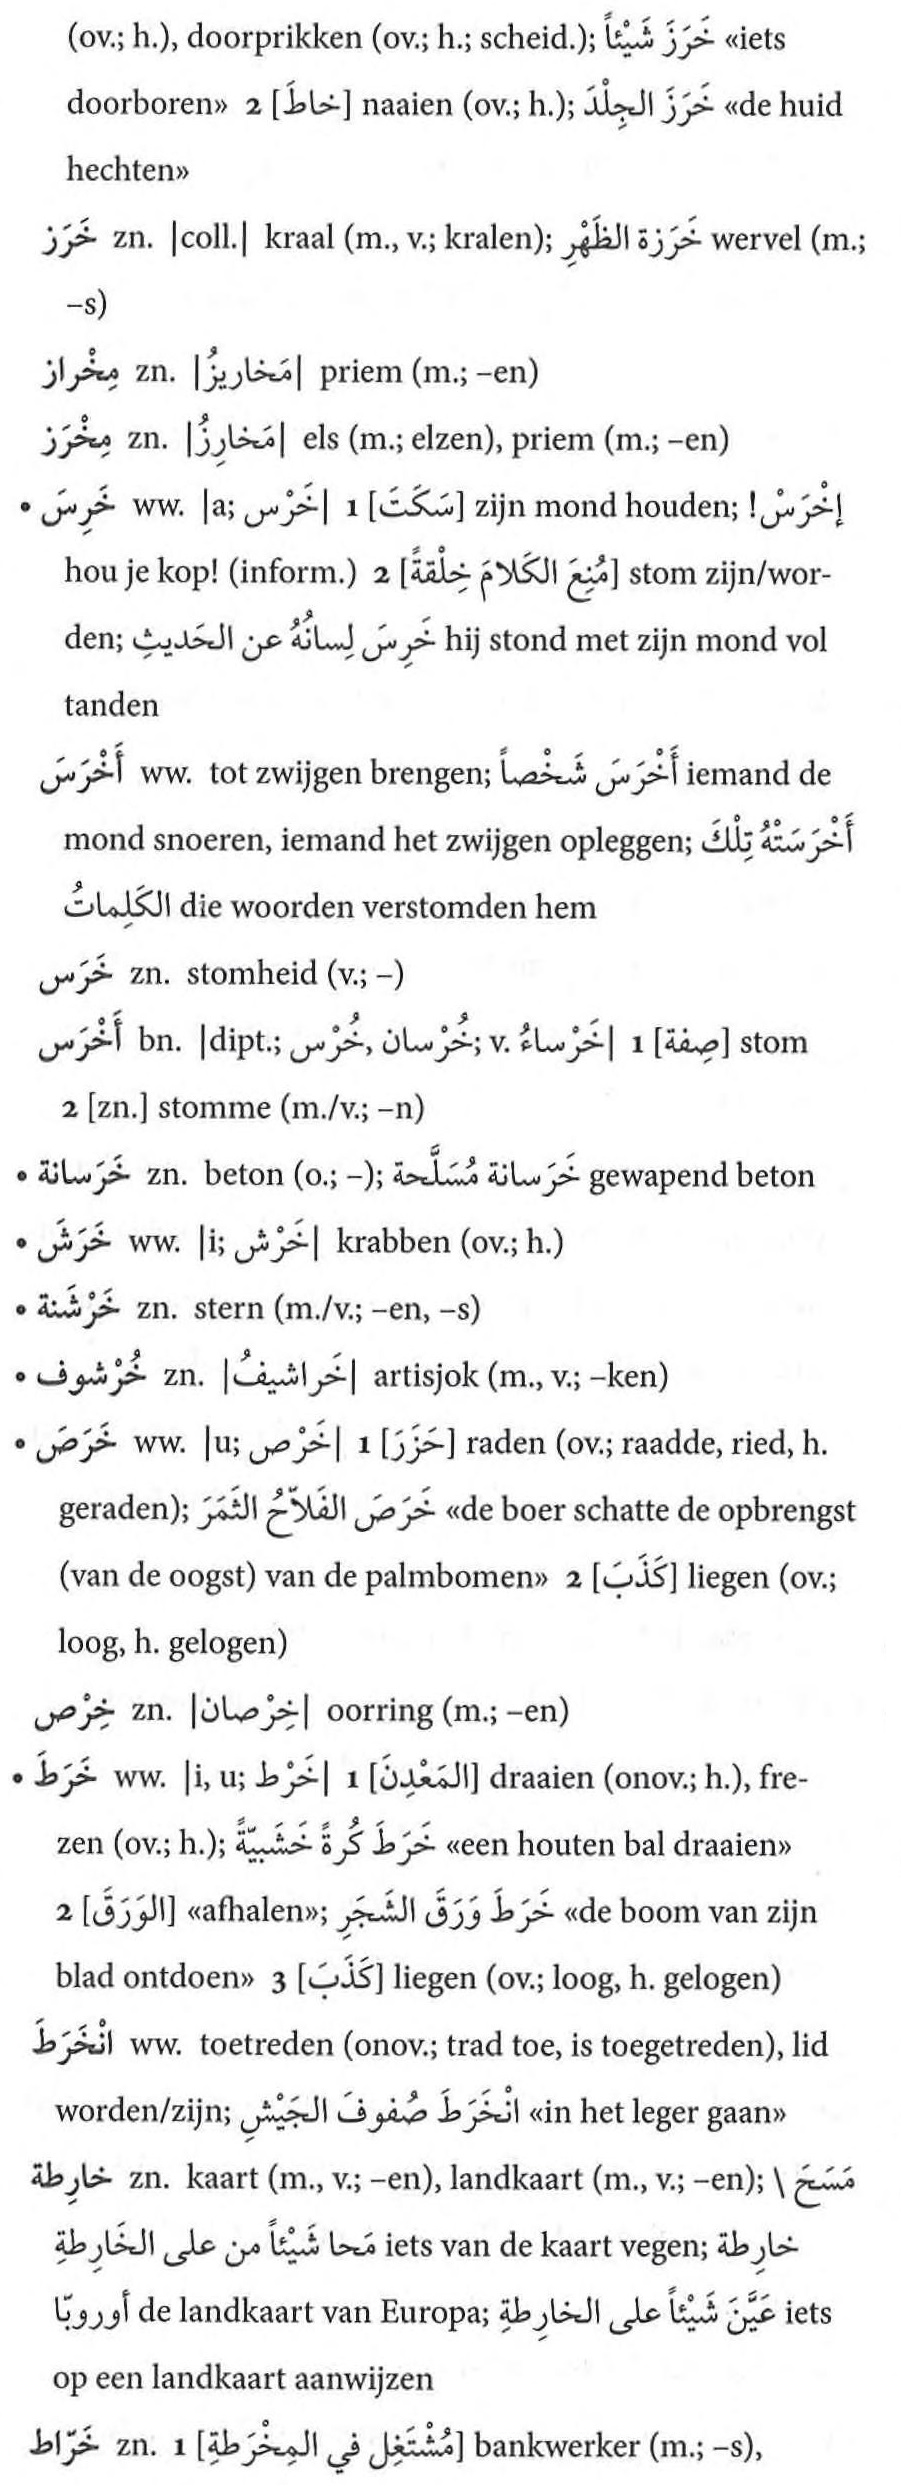 (ov.; h.), doorprikken (ov.; h.; scheid.); خَرَزَ شَيْئاً «iets
doorboren» 2 [خاطَ] naaien (ov.; h.); خَرَزَ الجِلْدَ «de huid
hechten»
خَرَز zn. |coll.| kraal (m., v.; kralen); خَرَزة الظَهْرِ wervel (m.;
–s)
مِخْراز zn. |مَخاريزُ| priem (m.; –en)
مِخْرَز zn. |مَخارِزُ| els (m.; elzen), priem (m.; –en)
• خَرِسَ ww. |a; خَرْس| 1 [سَكَتَ] zijn mond houden; إخْرَسْ!
hou je kop! (inform.) 2 [مُنِعَ الكَلامَ خِلْقةً] stom zijn/wor-
den; خَرِسَ لِسانُهُ عن الحَديثِ hij stond met zijn mond vol
tanden
أَخْرَسَ ww. tot zwijgen brengen; أَخْرَسَ شَخْصاً iemand de
mond snoeren, iemand het zwijgen opleggen; أَخْرَسَتْهُ تِلْكَ
الكَلِماتُ die woorden verstomden hem
خَرَس zn. stomheid (v.; –)
أَخْرَس bn. |dipt.; خُرْسان, خُرْس; v. خَرْساءُ| 1 [صِفة] stom
2 [zn.] stomme (m./v.; –n)
• خَرَسانة zn. beton (o.; –); خَرَسانة مُسَلَّحة gewapend beton
• خَرَشَ ww. |i; خَرْش| krabben (ov.; h.)
• خَرْشَنة zn. stern (m./v.; –en, –s)
• خُرْشوف zn. |خَراشيفُ| artisjok (m., v.; –ken)
• خَرَصَ ww. |u; خَرْص| 1 [حَزَرَ] raden (ov.; raadde, ried, h.
geraden); خَرَصَ الفَلاّحُ الثَمَرَ «de boer schatte de opbrengst
(van de oogst) van de palmbomen» 2 [كَذَبَ] liegen (ov.;
loog, h. gelogen)
خِرْص zn. |خِرْصان| oorring (m.; –en)
• خَرَطَ ww. |i, u; خَرْط| 1 [المَعْدِنَ] draaien (onov.; h.), fre-
zen (ov.; h.); خَرَطَ كُرةً خَشَبيّةً «een houten bal draaien»
2 [الوَرَقَ] «afhalen»; خَرَطَ وَرَقَ الشَجَرِ «de boom van zijn
blad ontdoen» 3 [كَذَبَ] liegen (ov.; loog, h. gelogen)
انْخَرَطَ ww. toetreden (onov.; trad toe, is toegetreden), lid
worden/zijn; انْخَرَطَ صُفوفَ الجَيْشِ «in het leger gaan»
خارِطة zn. kaart (m., v.; –en), landkaart (m., v.; –en); مَسَحَ \
مَحا شَيْئاً من على الخَارِطةِ iets van de kaart vegen; خارِطة
أوروبّا de landkaart van Europa; عَيَّنَ شَيْئاً على الخارِطةِ iets
op een landkaart aanwijzen
خَرّاط zn. 1 [مُشْتَغِل في المِخْرَطةِ] bankwerker (m.; –s),